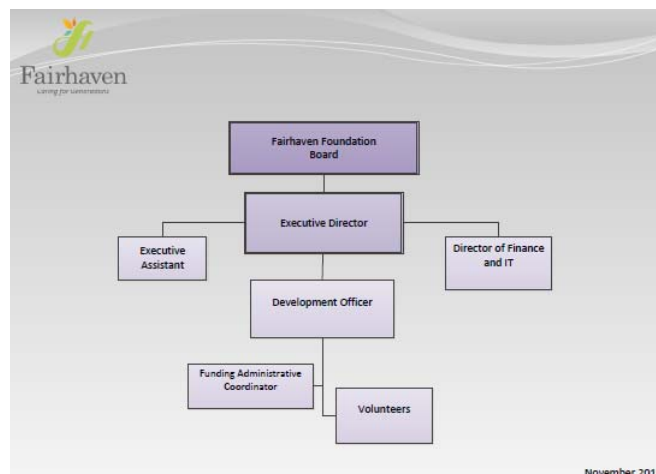 Fairhaven
Caring for Generations
Fairhaven Foundation
Board
Executive Director
Executive
Assistant
Director of Finance
and IT
Development Officer
Funding Administrative
Coordinator
Volunteers
November 201